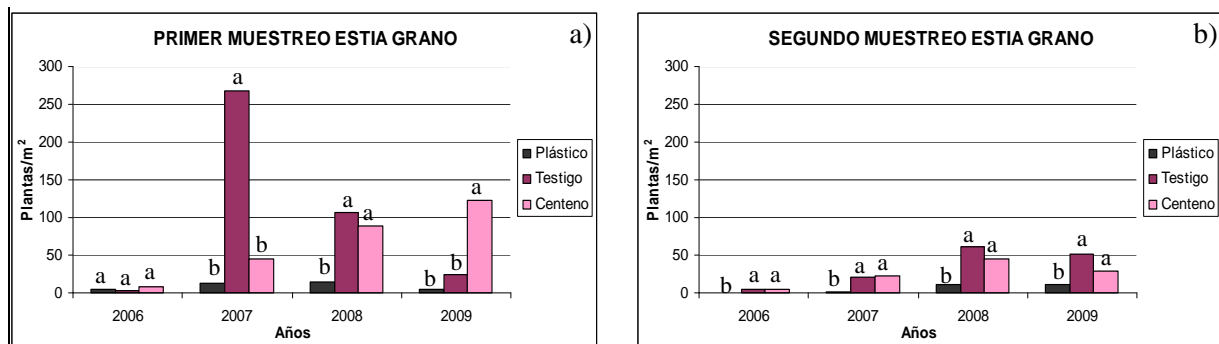 PRIMER MUESTREO ESTIA GRANO
a)
Plantas/m²
300
250
200
150
100
50
0
a a a
b a b
b a a
b b a
2006 2007 2008 2009
Años
Plástico
Testigo
Centeno
SEGUNDO MUESTREO ESTIA GRANO
b)
Plantas/m²
300
250
200
150
100
50
0
b a a
b a a
b a a
b a a
2006 2007 2008 2009
Años
Plástico
Testigo
Centeno